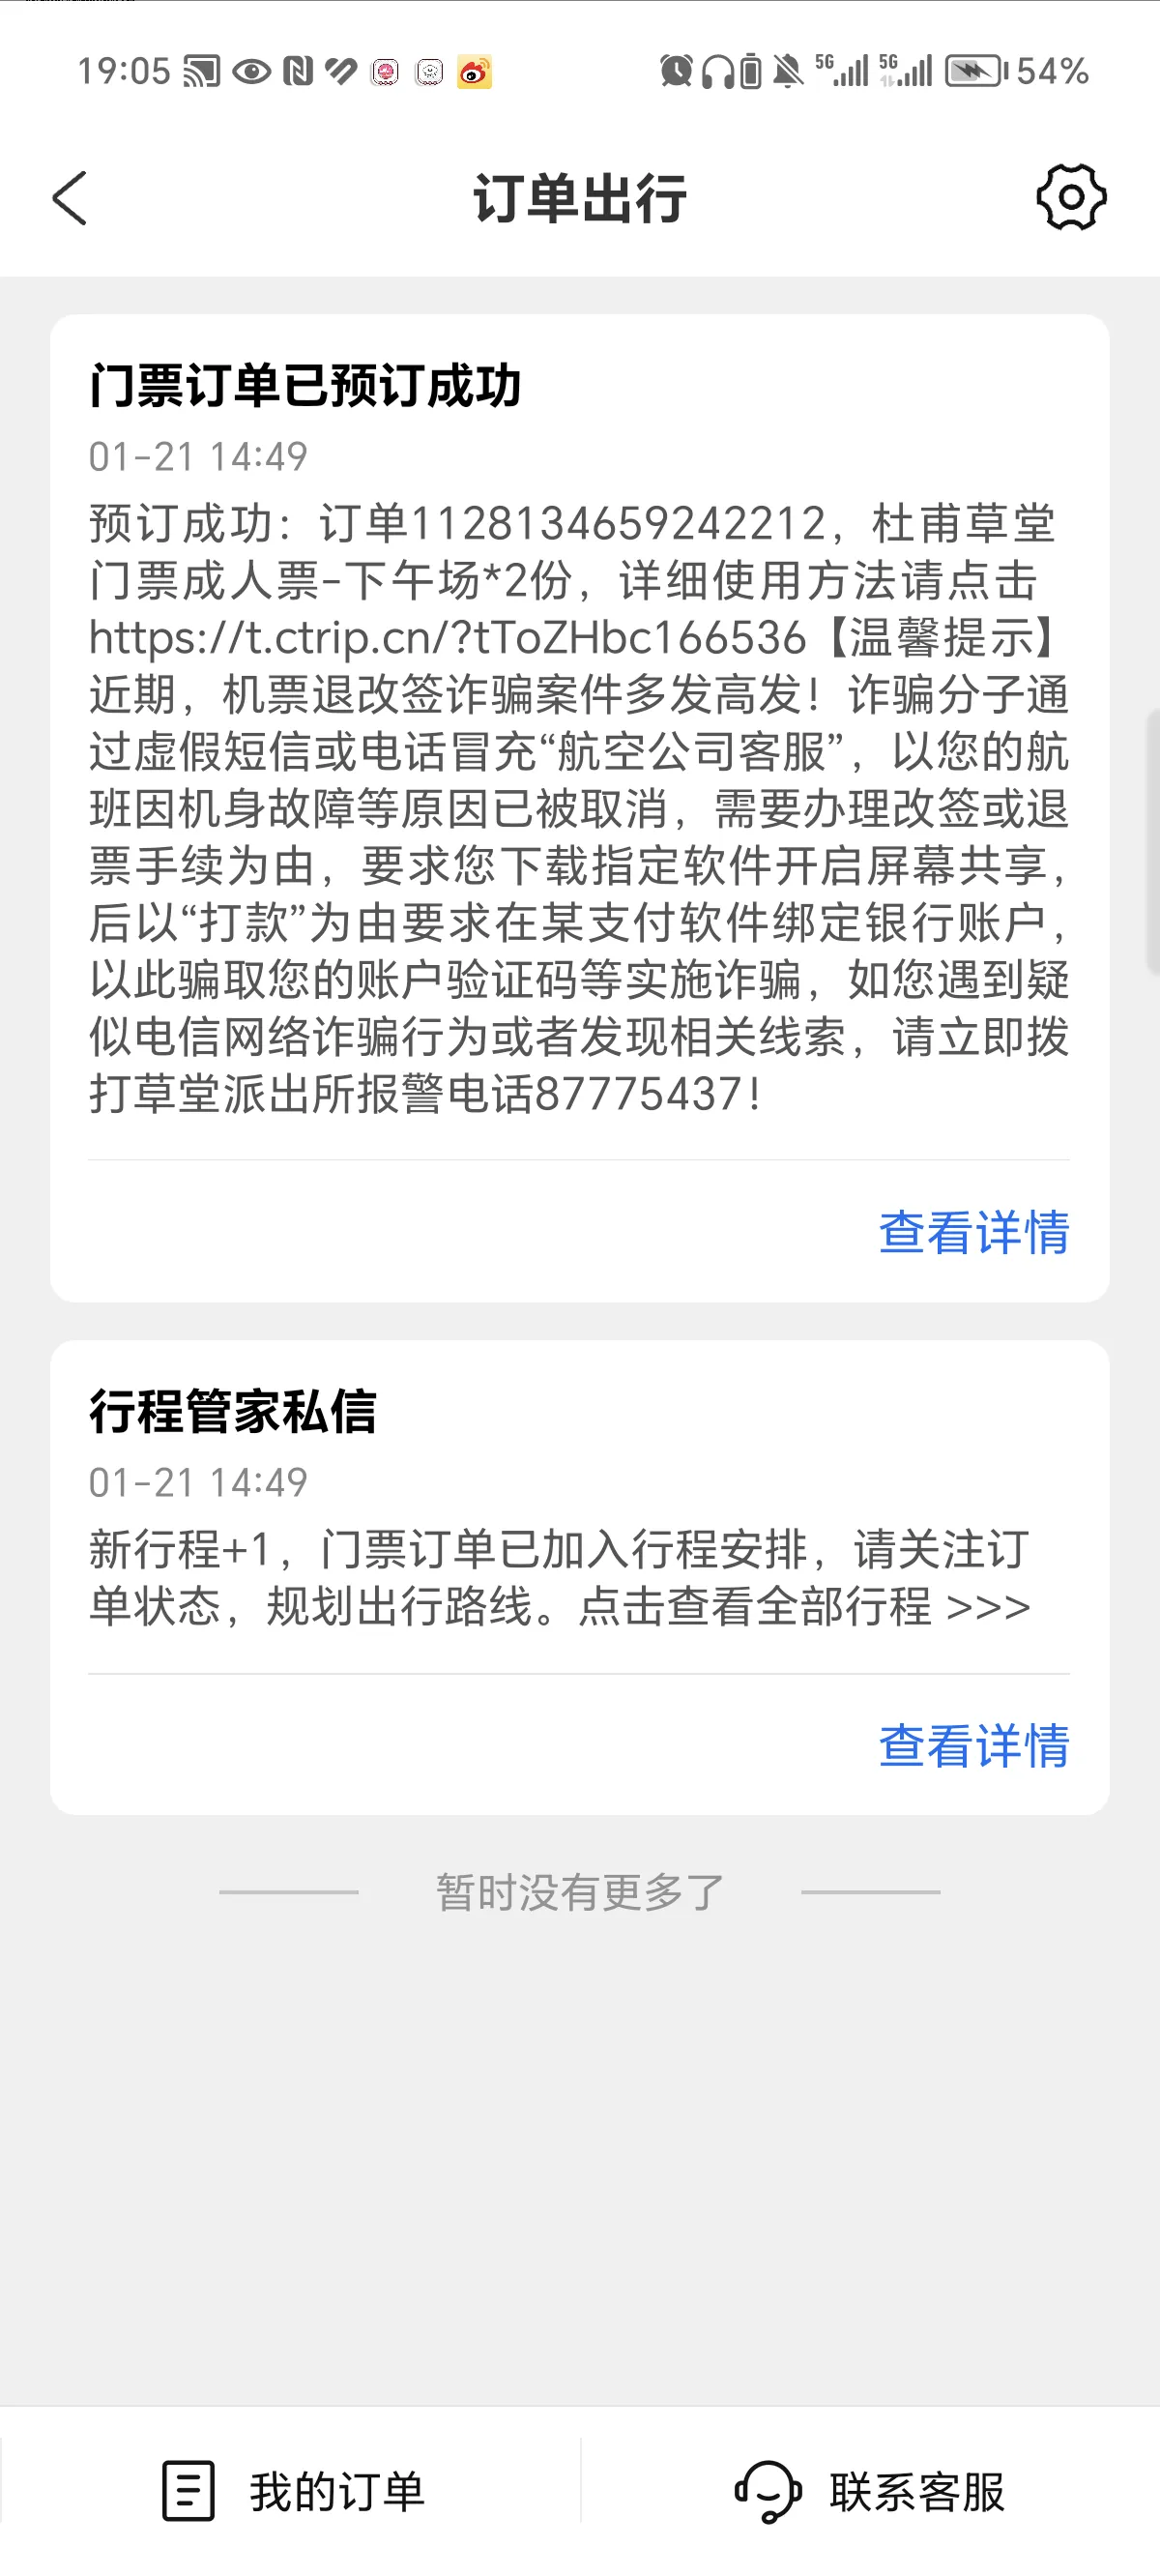 19:05
5G 5G 54%
订单出行
门票订单已预订成功
01-21 14:49
预订成功：订单1128134659242212，杜甫草堂
门票成人票-下午场*2份，详细使用方法请点击
https://t.ctrip.cn/?tToZHbc166536【温馨提示】
近期，机票退改签诈骗案件多发高发！诈骗分子通
过虚假短信或电话冒充“航空公司客服”，以您的航
班因机身故障等原因已被取消，需要办理改签或退
票手续为由，要求您下载指定软件开启屏幕共享，
后以“打款”为由要求在某支付软件绑定银行账户，
以此骗取您的账户验证码等实施诈骗，如您遇到疑
似电信网络诈骗行为或者发现相关线索，请立即拨
打草堂派出所报警电话87775437！
查看详情
行程管家私信
01-21 14:49
新行程+1，门票订单已加入行程安排，请关注订
单状态，规划出行路线。点击查看全部行程 >>>
查看详情
暂时没有更多了
我的订单
联系客服